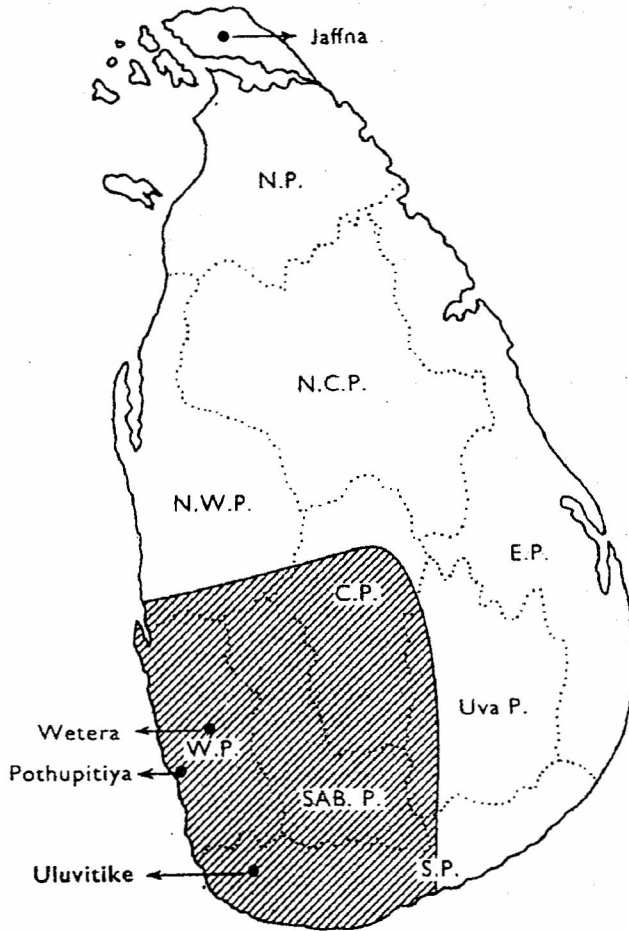 Jaffna
N.P.
N.C.P.
N.W.P.
E.P.
C.P.
Uva P.
Wetera
W.P.
Pothupitiya
SAB. P.
Uluvitike
S.P.